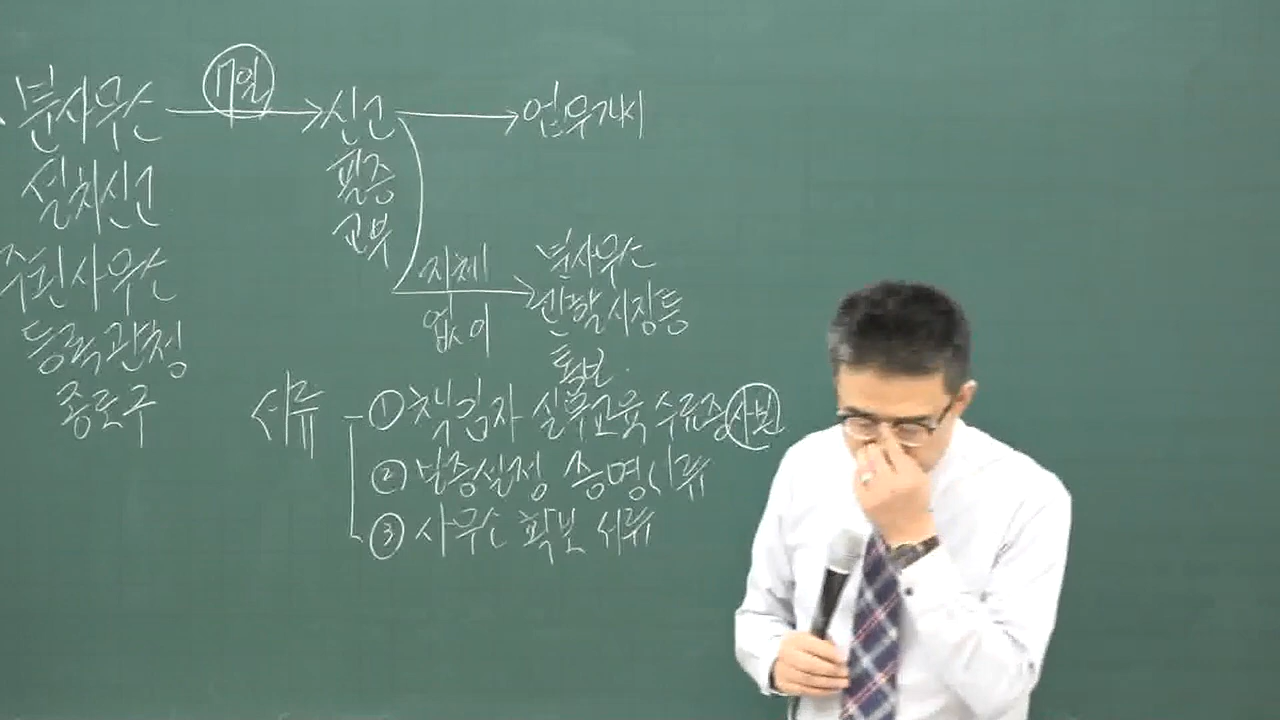 분사무소 7일 신고 업무개시
설치신고 필증
교부
주된사무소 지체 분사무소
없이 관할시장등
등록관청 통보.
종로구
서류 ① 책임자 실무교육 수료증사본
② 보증설정 증명서류
③ 사무소 확보 서류